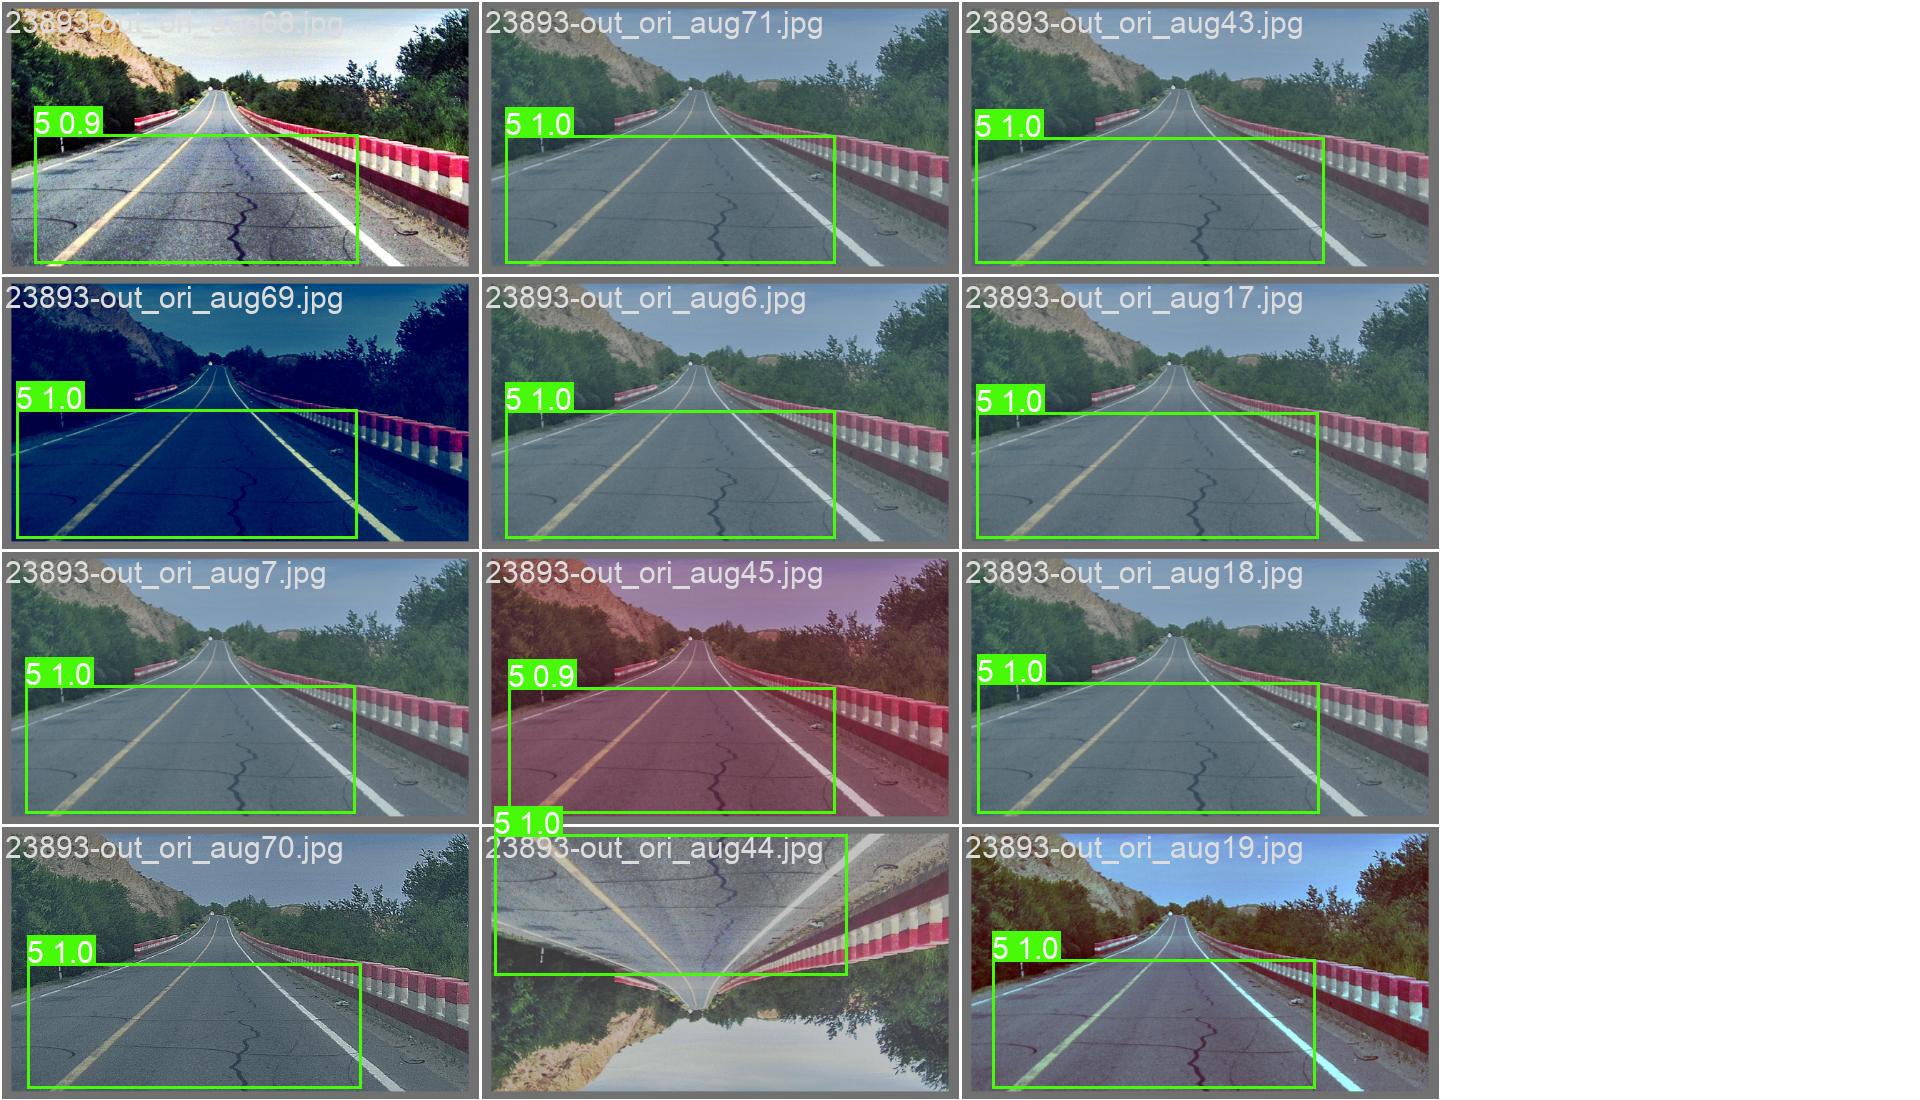 23893-out_ori_aug68.jpg
5 0.9
23893-out_ori_aug71.jpg
5 1.0
23893-out_ori_aug43.jpg
5 1.0
23893-out_ori_aug69.jpg
5 1.0
23893-out_ori_aug6.jpg
5 1.0
23893-out_ori_aug17.jpg
5 1.0
23893-out_ori_aug7.jpg
5 1.0
23893-out_ori_aug45.jpg
5 0.9
23893-out_ori_aug18.jpg
5 1.0
23893-out_ori_aug70.jpg
5 1.0
5 1.0
23893-out_ori_aug44.jpg
23893-out_ori_aug19.jpg
5 1.0